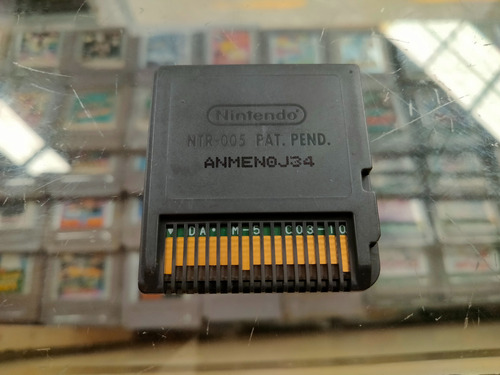 Nintendo
NTR-005 PAT. PEND.
ANMEN0J34
DA M-5 C03-10